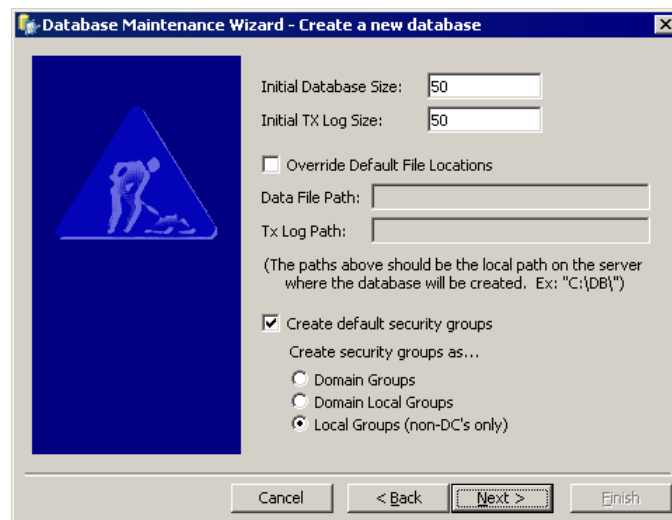 Database Maintenance Wizard - Create a new database
Initial Database Size: 50
Initial TX Log Size: 50
Override Default File Locations
Data File Path:
Tx Log Path:
(The paths above should be the local path on the server
where the database will be created. Ex: "C:\DB\")
Create default security groups
Create security groups as...
Domain Groups
Domain Local Groups
Local Groups (non-DC's only)
Cancel < Back Next > Finish